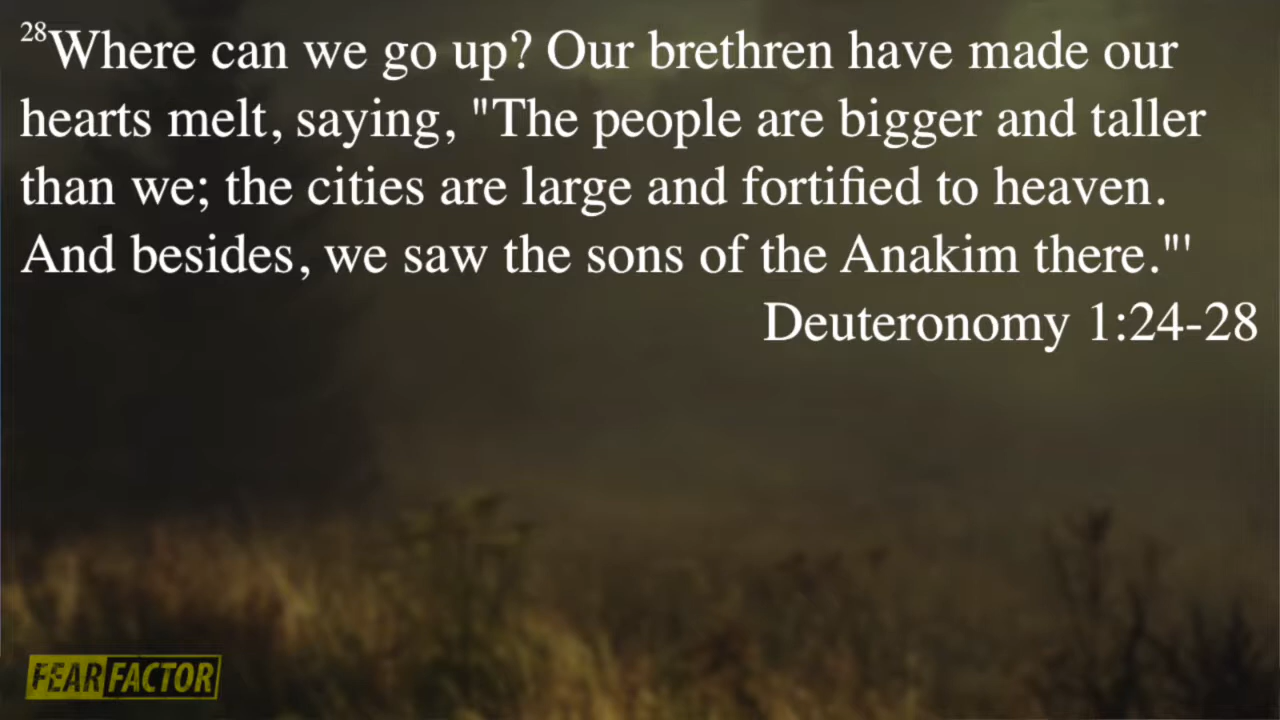 28Where can we go up? Our brethren have made our
hearts melt, saying, "The people are bigger and taller
than we; the cities are large and fortified to heaven.
And besides, we saw the sons of the Anakim there."'
Deuteronomy 1:24-28
FEAR FACTOR